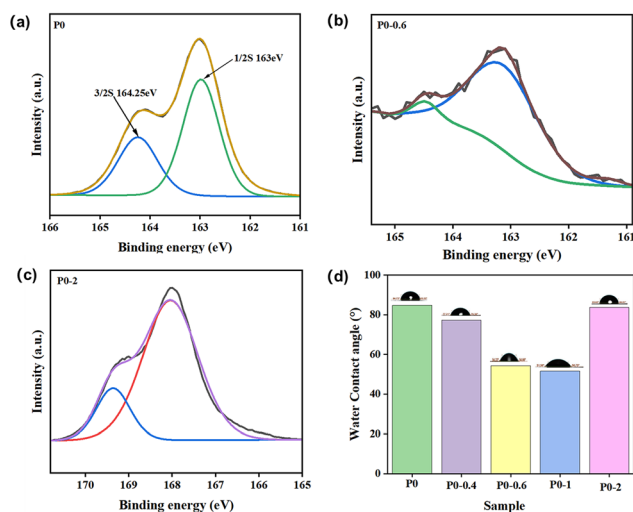 (a)
P0
3/2S 164.25eV
1/2S 163eV
Intensity (a.u.)
166 165 164 163 162 161
Binding energy (eV)
(b)
P0-0.6
Intensity (a.u.)
165 164 163 162 161
Binding energy (eV)
(c)
P0-2
Intensity (a.u.)
170 169 168 167 166 165
Binding energy (eV)
(d)
Water Contact angle (°)
100
80
60
40
20
0
P0 P0-0.4 P0-0.6 P0-1 P0-2
Sample